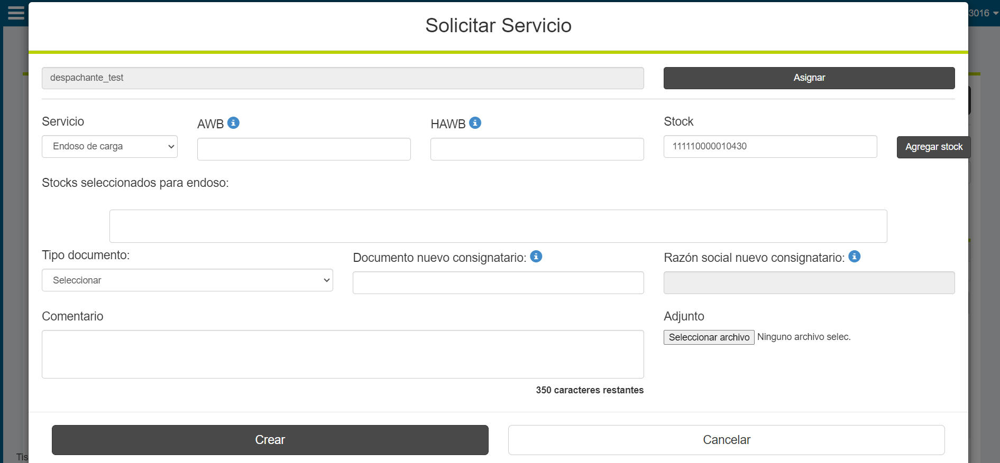 3016
Solicitar Servicio
despachante_test
Asignar
Servicio
AWB
HAWB
Stock
Endoso de carga
111110000010430
Agregar stock
Stocks seleccionados para endoso:
Tipo documento:
Documento nuevo consignatario:
Razón social nuevo consignatario:
Seleccionar
Comentario
Adjunto
Seleccionar archivo Ninguno archivo selec.
350 caracteres restantes
Crear
Cancelar
Tis